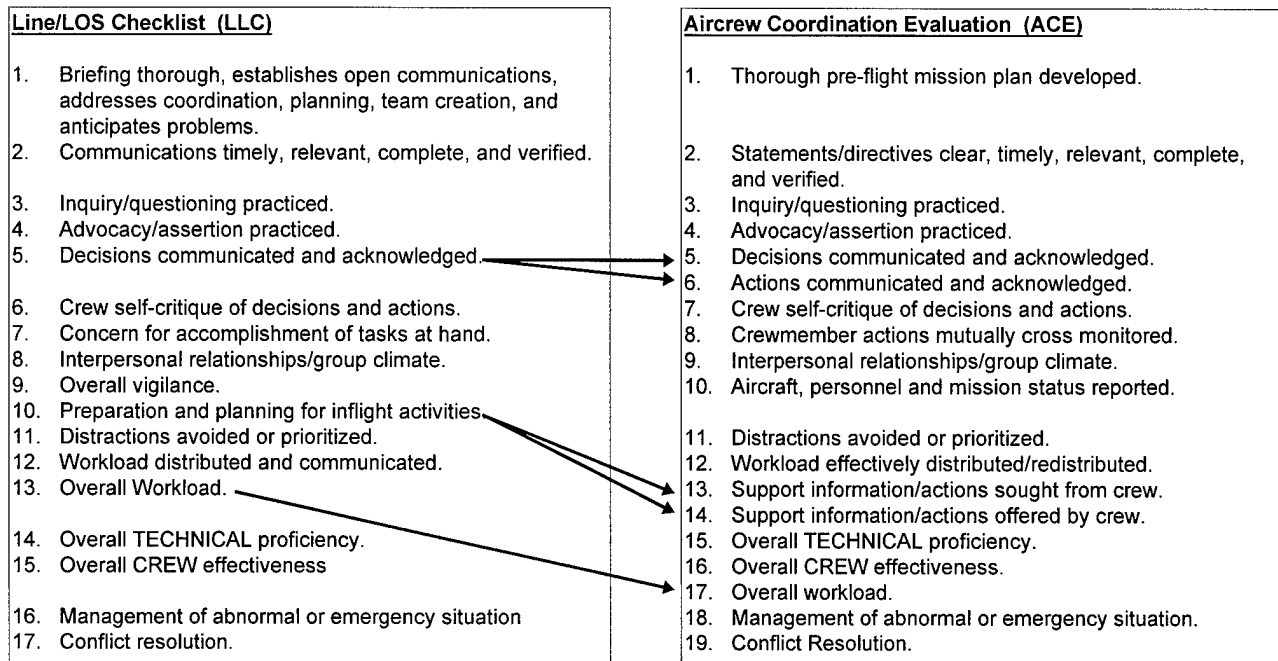 Line/LOS Checklist (LLC)
1. Briefing thorough, establishes open communications,
addresses coordination, planning, team creation, and
anticipates problems.
2. Communications timely, relevant, complete, and verified.
3. Inquiry/questioning practiced.
4. Advocacy/assertion practiced.
5. Decisions communicated and acknowledged.
6. Crew self-critique of decisions and actions.
7. Concern for accomplishment of tasks at hand.
8. Interpersonal relationships/group climate.
9. Overall vigilance.
10. Preparation and planning for inflight activities
11. Distractions avoided or prioritized.
12. Workload distributed and communicated.
13. Overall Workload.
14. Overall TECHNICAL proficiency.
15. Overall CREW effectiveness
16. Management of abnormal or emergency situation
17. Conflict resolution.
Aircrew Coordination Evaluation (ACE)
1. Thorough pre-flight mission plan developed.
2. Statements/directives clear, timely, relevant, complete,
and verified.
3. Inquiry/questioning practiced.
4. Advocacy/assertion practiced.
5. Decisions communicated and acknowledged.
6. Actions communicated and acknowledged.
7. Crew self-critique of decisions and actions.
8. Crewmember actions mutually cross monitored.
9. Interpersonal relationships/group climate.
10. Aircraft, personnel and mission status reported.
11. Distractions avoided or prioritized.
12. Workload effectively distributed/redistributed.
13. Support information/actions sought from crew.
14. Support information/actions offered by crew.
15. Overall TECHNICAL proficiency.
16. Overall CREW effectiveness.
17. Overall workload.
18. Management of abnormal or emergency situation.
19. Conflict Resolution.